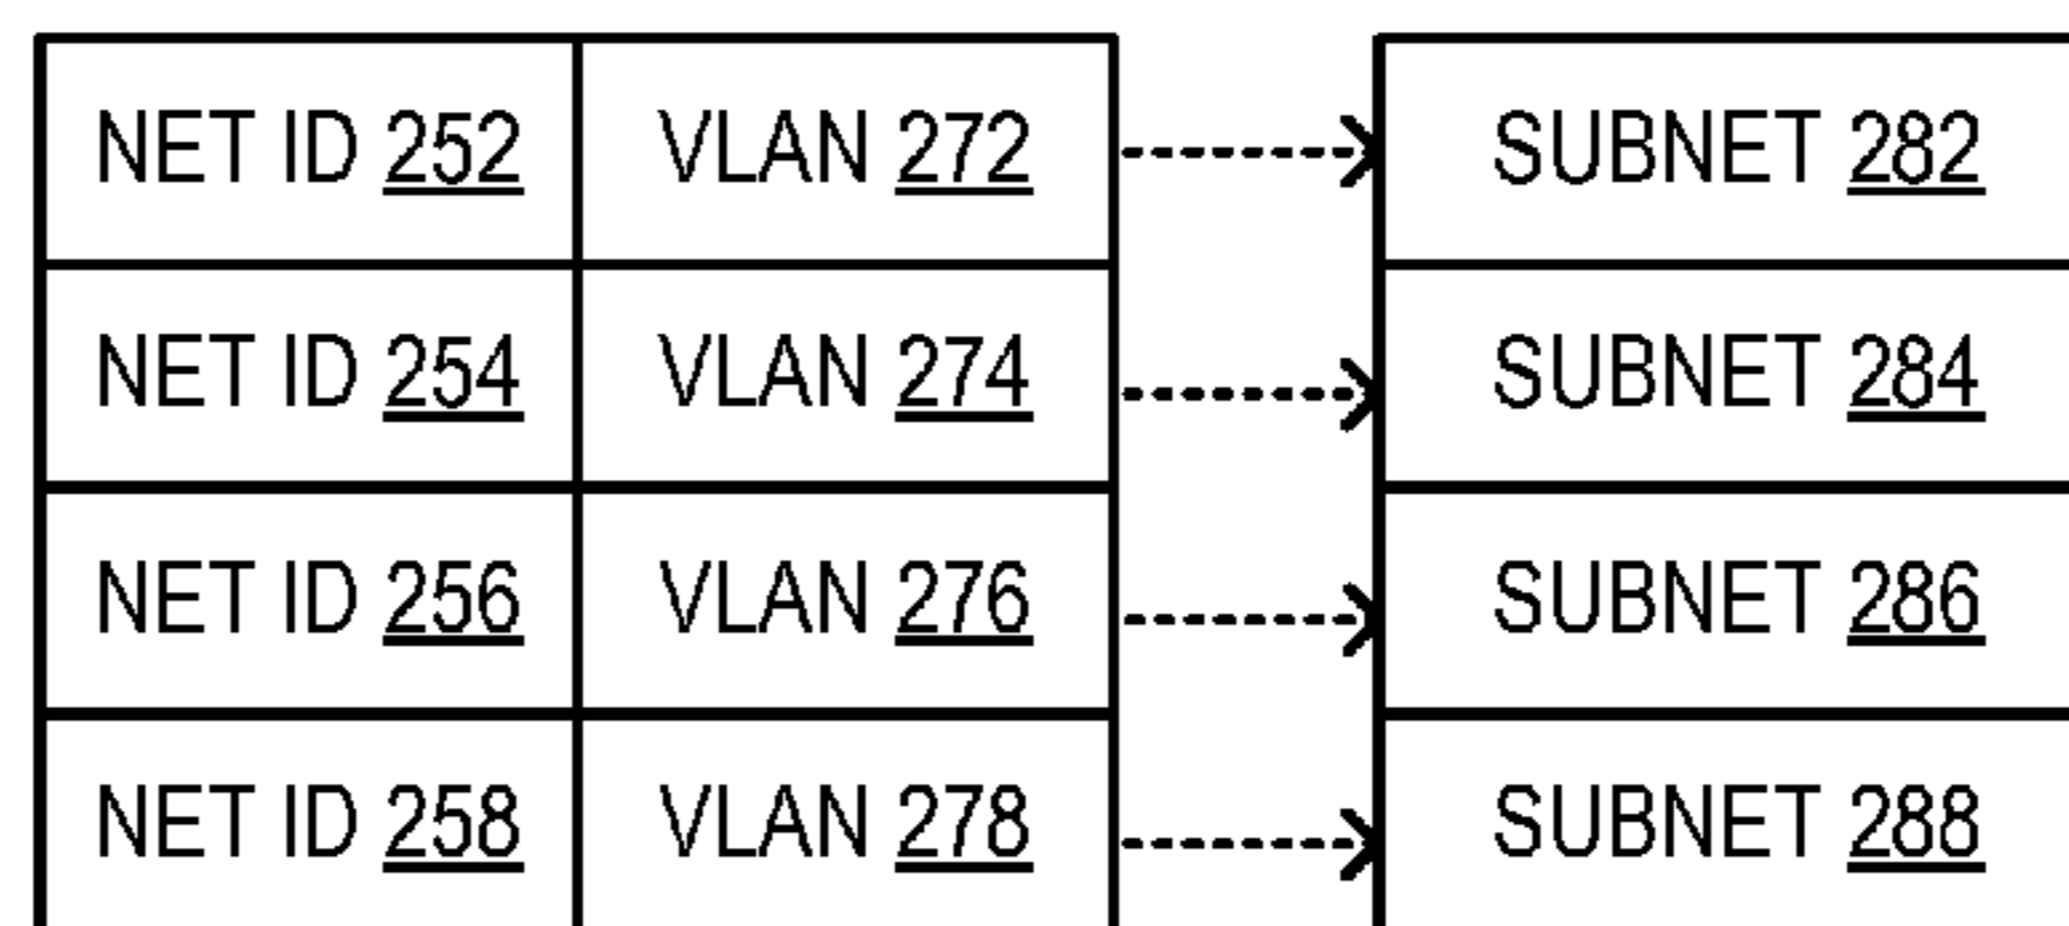 NET ID 252 VLAN 272 SUBNET 282
NET ID 254 VLAN 274 SUBNET 284
NET ID 256 VLAN 276 SUBNET 286
NET ID 258 VLAN 278 SUBNET 288